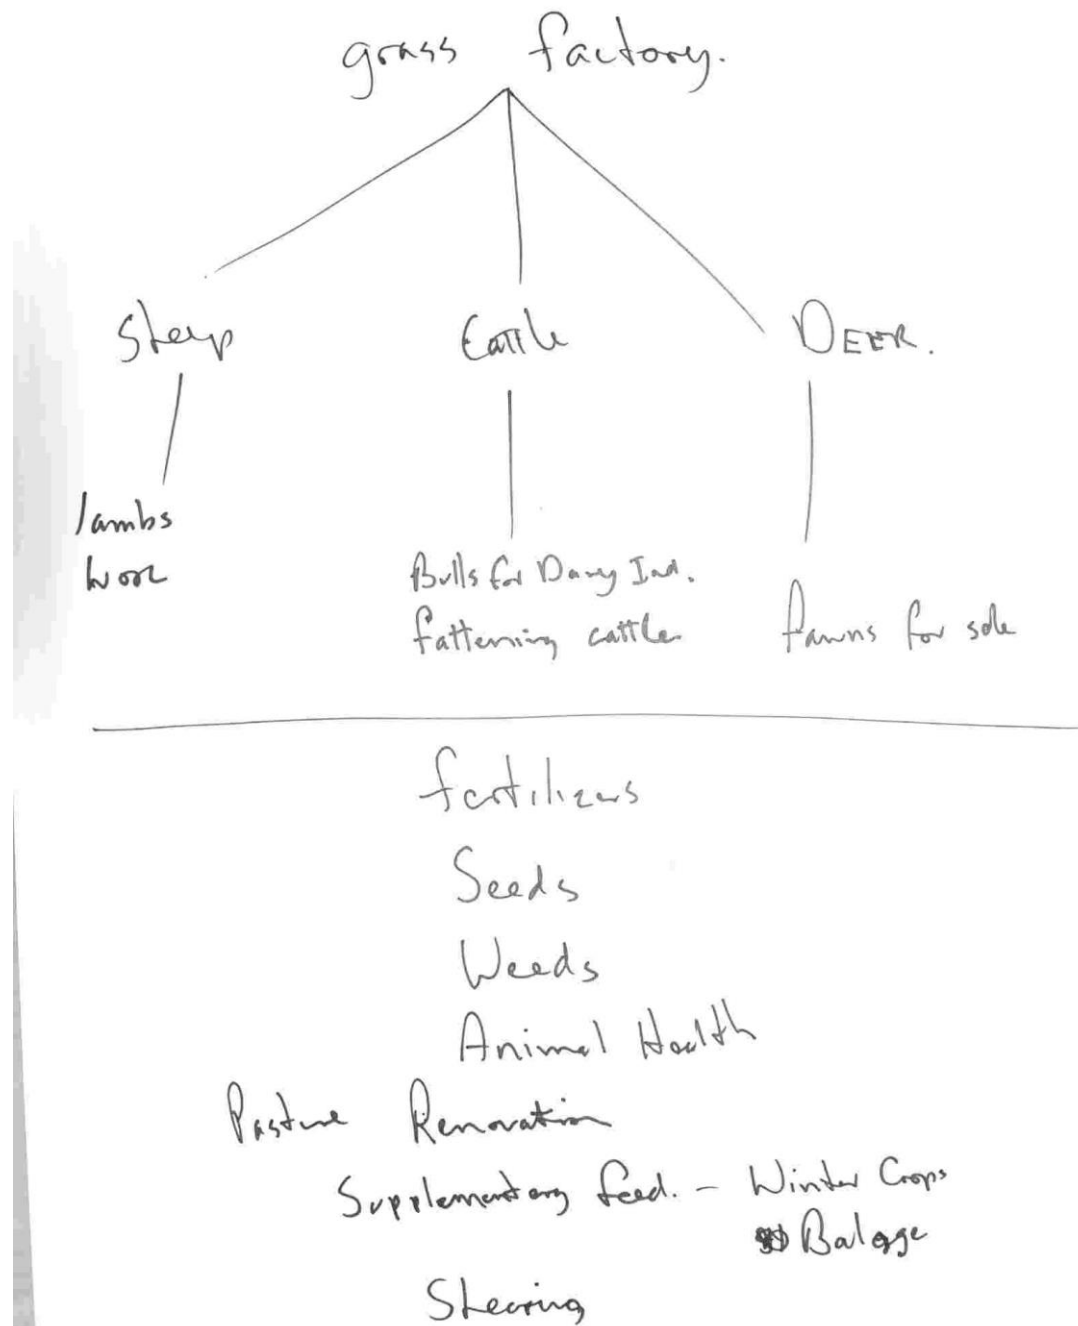 grass factory.
Sheep Cattle DEER.
lambs
wool
Bulls for Dairy Ind.
fattening cattle
fawns for sale
fertilizers
Seeds
Weeds
Animal Health
Pasture Renovation
Supplementary feed. - Winter Crops
Balage
Shearing